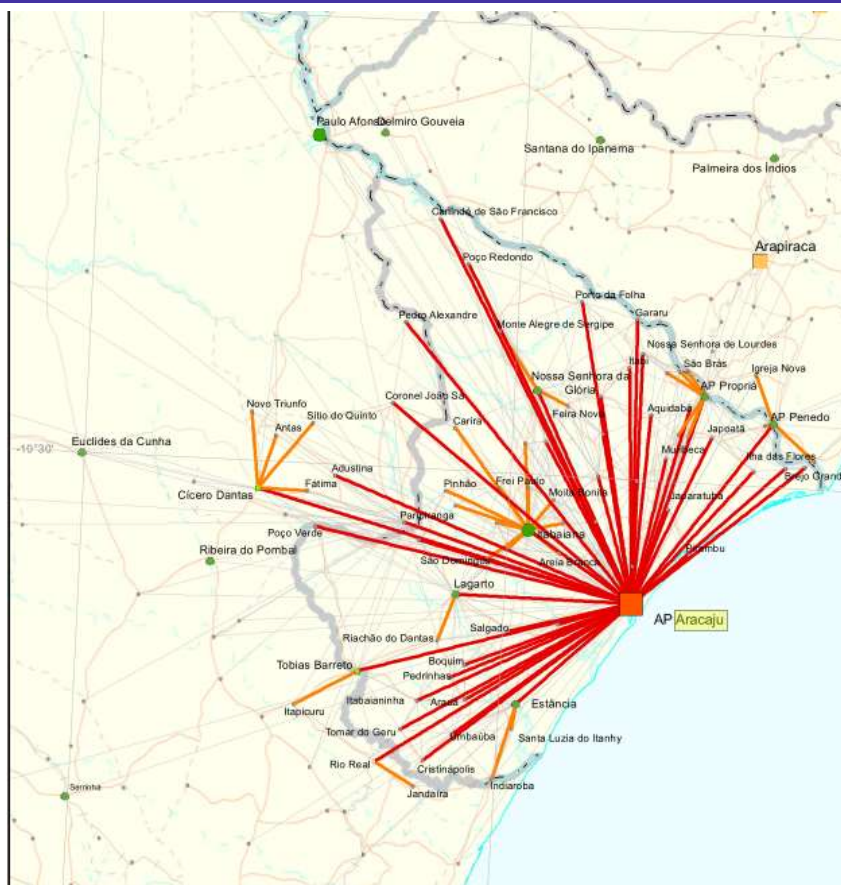 Paulo Afonso
Delmiro Gouveia
Santana do Ipanema
Palmeira dos Índios
Canindé de São Francisco
Arapiraca
Poço Redondo
Porto da Folha
Gararu
Pedro Alexandre
Monte Alegre de Sergipe
Nossa Senhora de Lourdes
Itabi
São Brás
Igreja Nova
Nossa Senhora da
Glória
AP Propriá
Coronel João Sá
Novo Triunfo
Sítio do Quinto
Carira
Feira Nova
Aquidabã
AP Penedo
Antas
Japoatã
-10°30'
Euclides da Cunha
Muribeca
Ilha das Flores
Adustina
Brejo Grand
Cícero Dantas
Fátima
Pinhão
Frei Paulo
Moita Bonita
Japaratuba
Paripiranga
Poço Verde
Itabaiana
Ribeira do Pombal
São Domingos
Areia Branca
Pirambu
Lagarto
AP Aracaju
Salgado
Riachão do Dantas
Tobias Barreto
Boquim
Pedrinhas
Itabaianinha
Arauá
Estância
Itapicuru
Tomar do Geru
Umbaúba
Santa Luzia do Itanhy
Rio Real
Cristinápolis
Indiaroba
Jandaíra
Serrinha